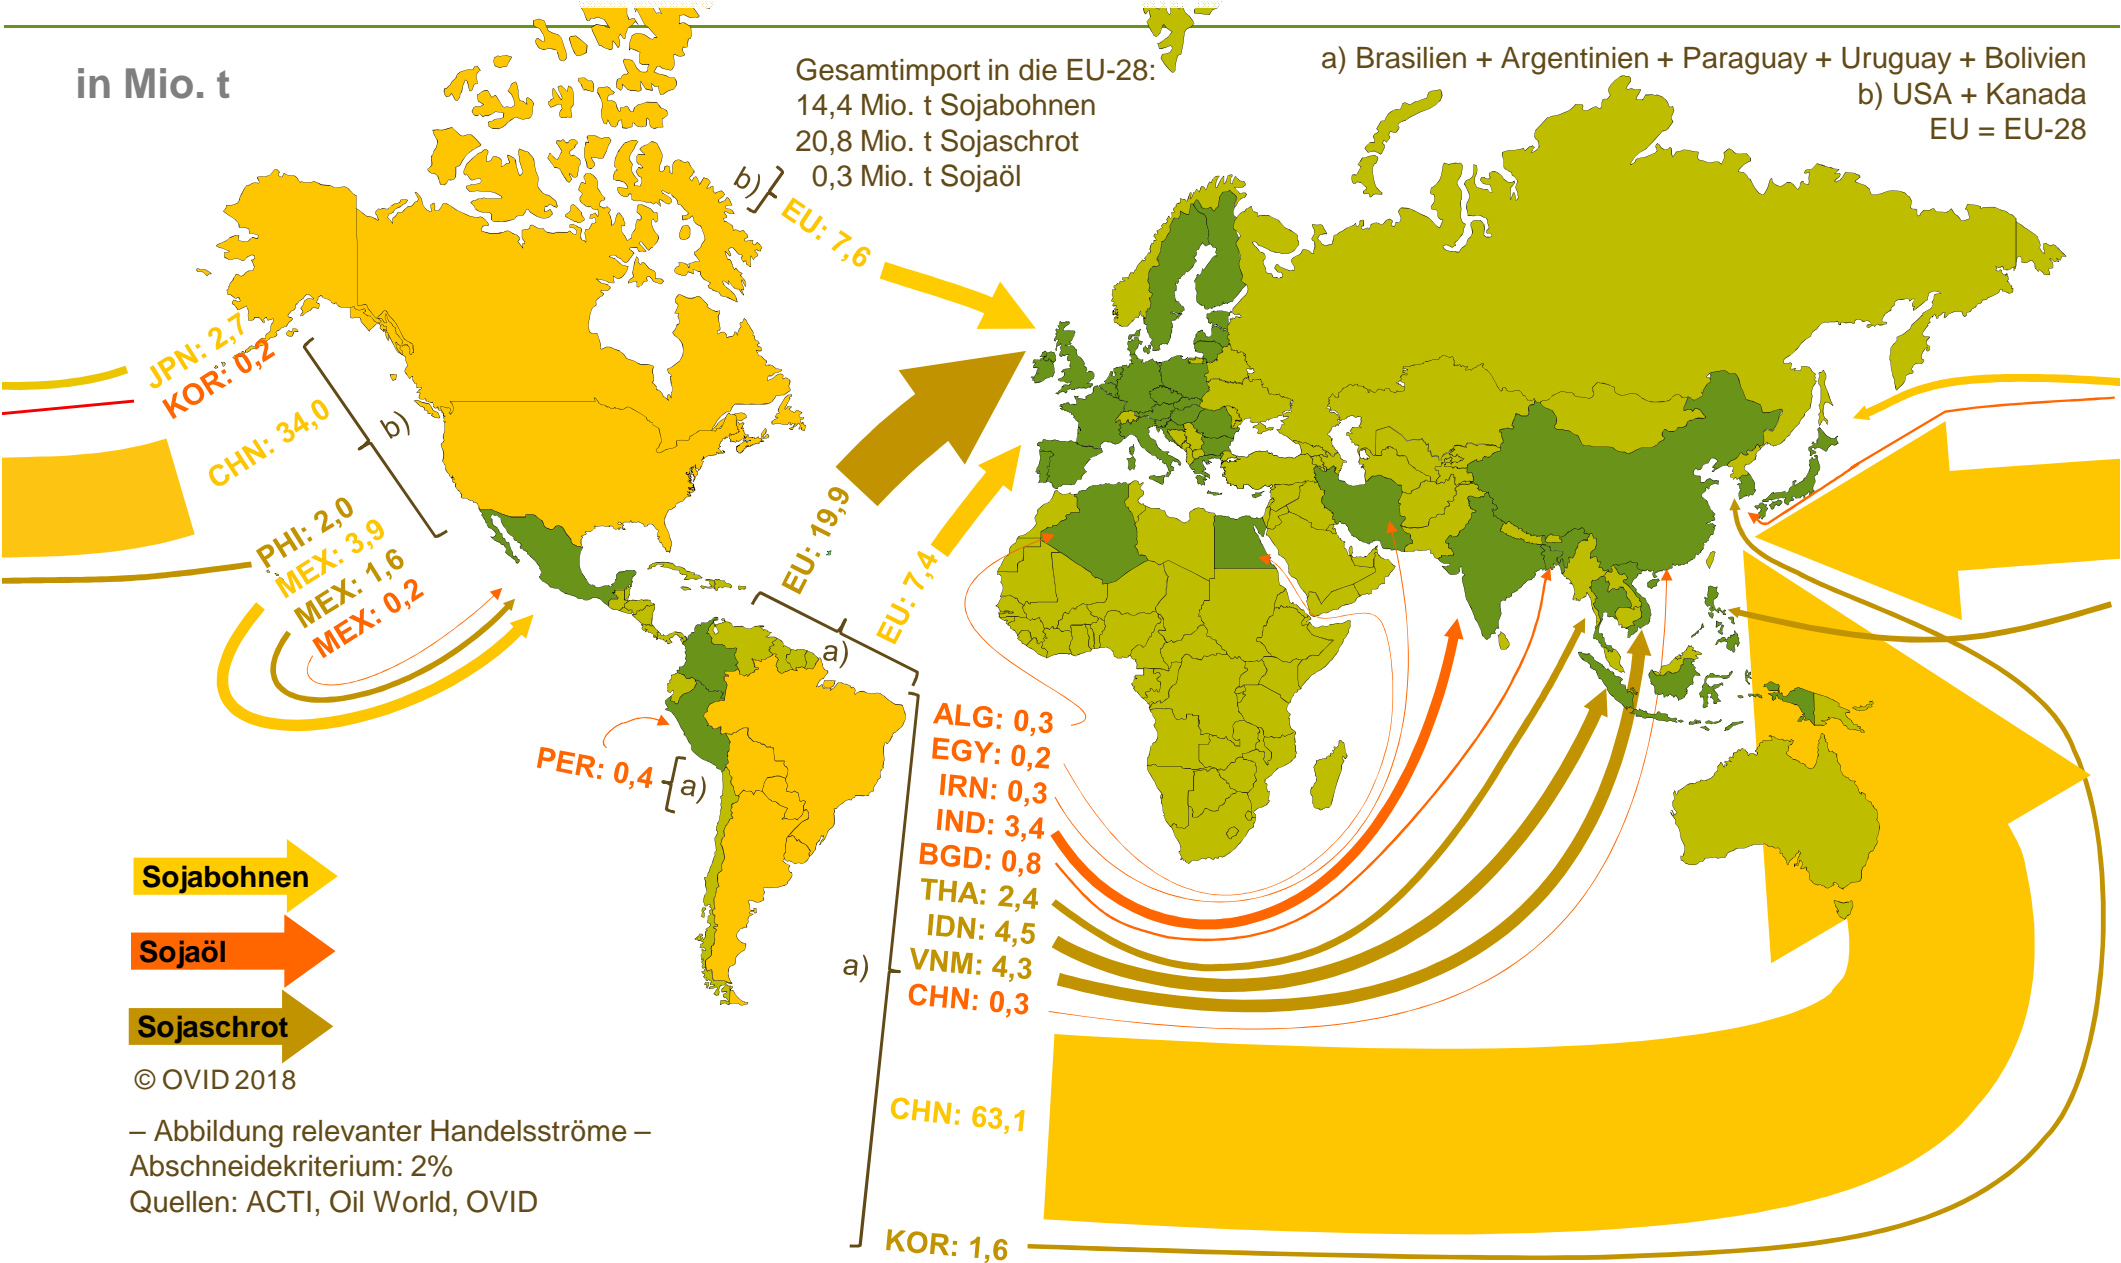 in Mio. t
Gesamtimport in die EU-28:
14,4 Mio. t Sojabohnen
20,8 Mio. t Sojaschrot
0,3 Mio. t Sojaöl
a) Brasilien + Argentinien + Paraguay + Uruguay + Bolivien
b) USA + Kanada
EU = EU-28
b)
EU: 7,6
JPN: 2,7
KOR: 0,2
CHN: 34,0
b)
PHI: 2,0
MEX: 3,9
MEX: 1,6
MEX: 0,2
EU: 19,9
EU: 7,4
a)
PER: 0,4
a)
ALG: 0,3
EGY: 0,2
IRN: 0,3
IND: 3,4
BGD: 0,8
THA: 2,4
IDN: 4,5
VNM: 4,3
CHN: 0,3
a)
CHN: 63,1
KOR: 1,6
Sojabohnen
Sojaöl
Sojaschrot
© OVID 2018
– Abbildung relevanter Handelsströme –
Abschneidekriterium: 2%
Quellen: ACTI, Oil World, OVID